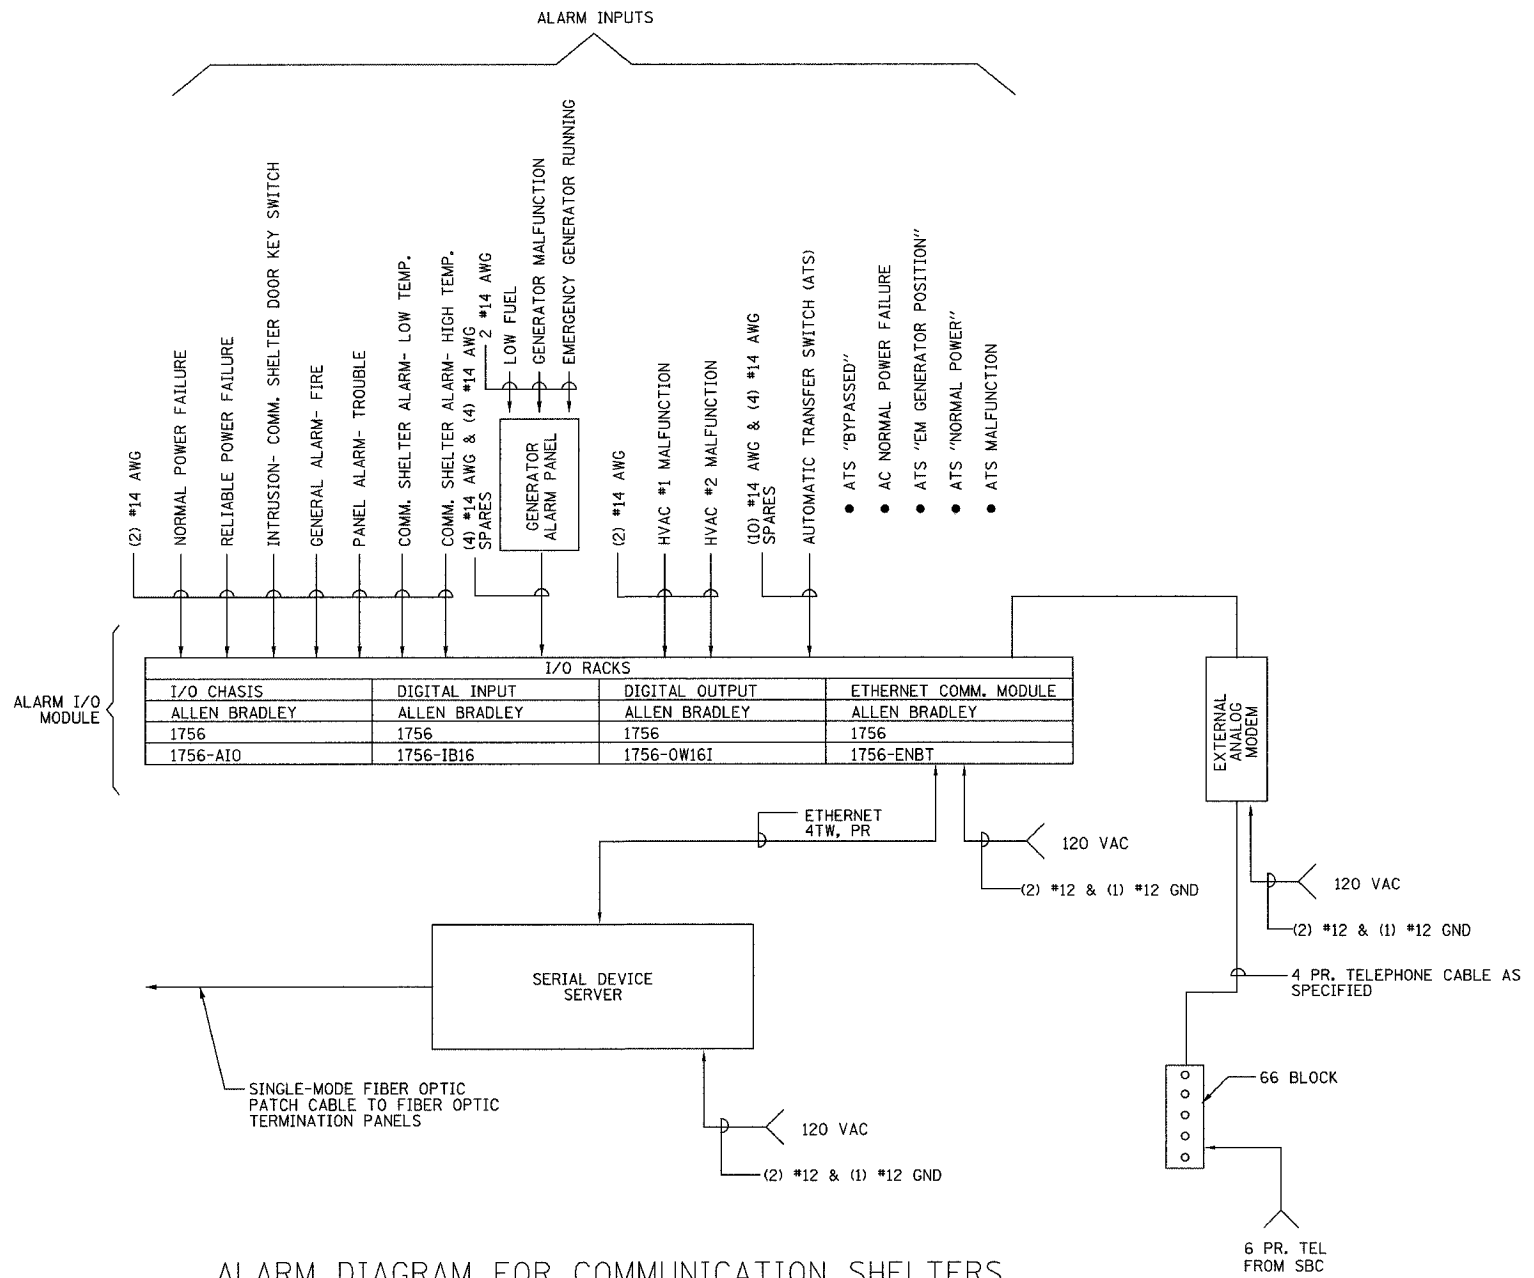 ALARM INPUTS
(2) #14 AWG
NORMAL POWER FAILURE
RELIABLE POWER FAILURE
INTRUSION- COMM. SHELTER DOOR KEY SWITCH
GENERAL ALARM- FIRE
PANEL ALARM- TROUBLE
COMM. SHELTER ALARM- LOW TEMP.
COMM. SHELTER ALARM- HIGH TEMP.
(4) #14 AWG & (4) #14 AWG
SPARES
2 #14 AWG
LOW FUEL
GENERATOR MALFUNCTION
EMERGENCY GENERATOR RUNNING
GENERATOR
ALARM PANEL
(2) #14 AWG
HVAC #1 MALFUNCTION
HVAC #2 MALFUNCTION
(10) #14 AWG & (4) #14 AWG
SPARES
AUTOMATIC TRANSFER SWITCH (ATS)
• ATS "BYPASSED"
• AC NORMAL POWER FAILURE
• ATS "EM GENERATOR POSITION"
• ATS "NORMAL POWER"
• ATS MALFUNCTION
ALARM I/O
MODULE
I/O RACKS
I/O CHASIS DIGITAL INPUT DIGITAL OUTPUT ETHERNET COMM. MODULE
ALLEN BRADLEY ALLEN BRADLEY ALLEN BRADLEY ALLEN BRADLEY
1756 1756 1756 1756
1756-AIO 1756-IB16 1756-OW16I 1756-ENBT
EXTERNAL
ANALOG
MODEM
ETHERNET
4TW, PR
120 VAC
(2) #12 & (1) #12 GND
120 VAC
(2) #12 & (1) #12 GND
4 PR. TELEPHONE CABLE AS
SPECIFIED
SERIAL DEVICE
SERVER
SINGLE-MODE FIBER OPTIC
PATCH CABLE TO FIBER OPTIC
TERMINATION PANELS
120 VAC
(2) #12 & (1) #12 GND
66 BLOCK
6 PR. TEL
FROM SBC
ALARM DIAGRAM FOR COMMUNICATION SHELTERS